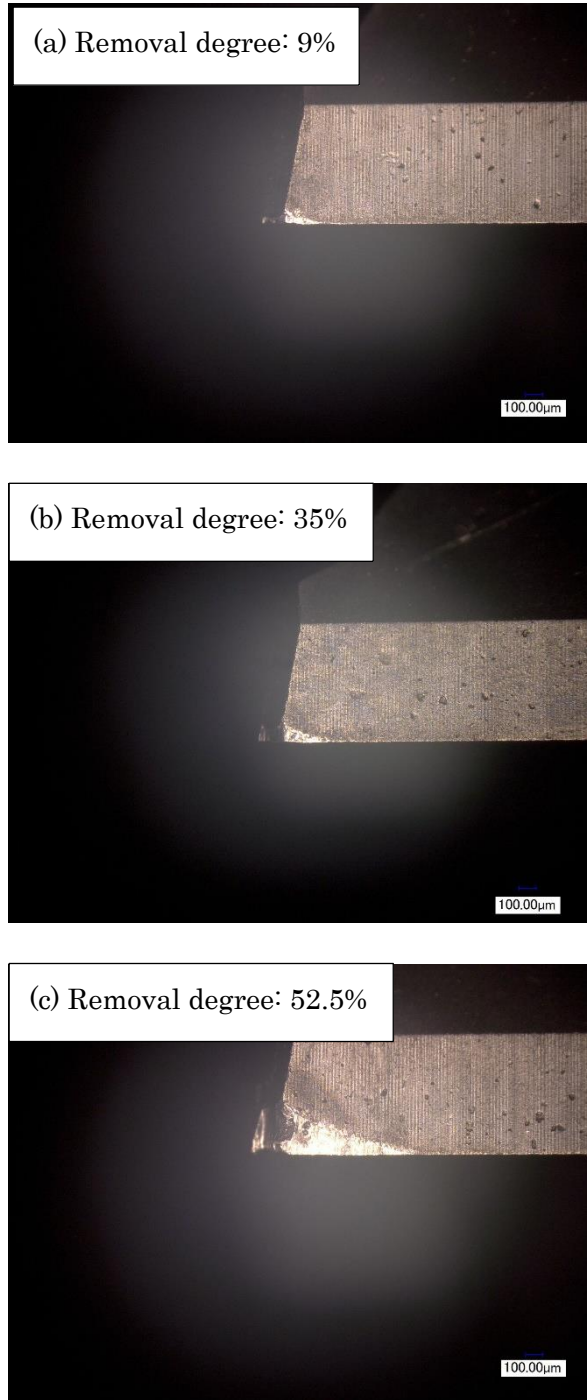 (a) Removal degree: 9%
100.00μm
(b) Removal degree: 35%
100.00μm
(c) Removal degree: 52.5%
100.00μm